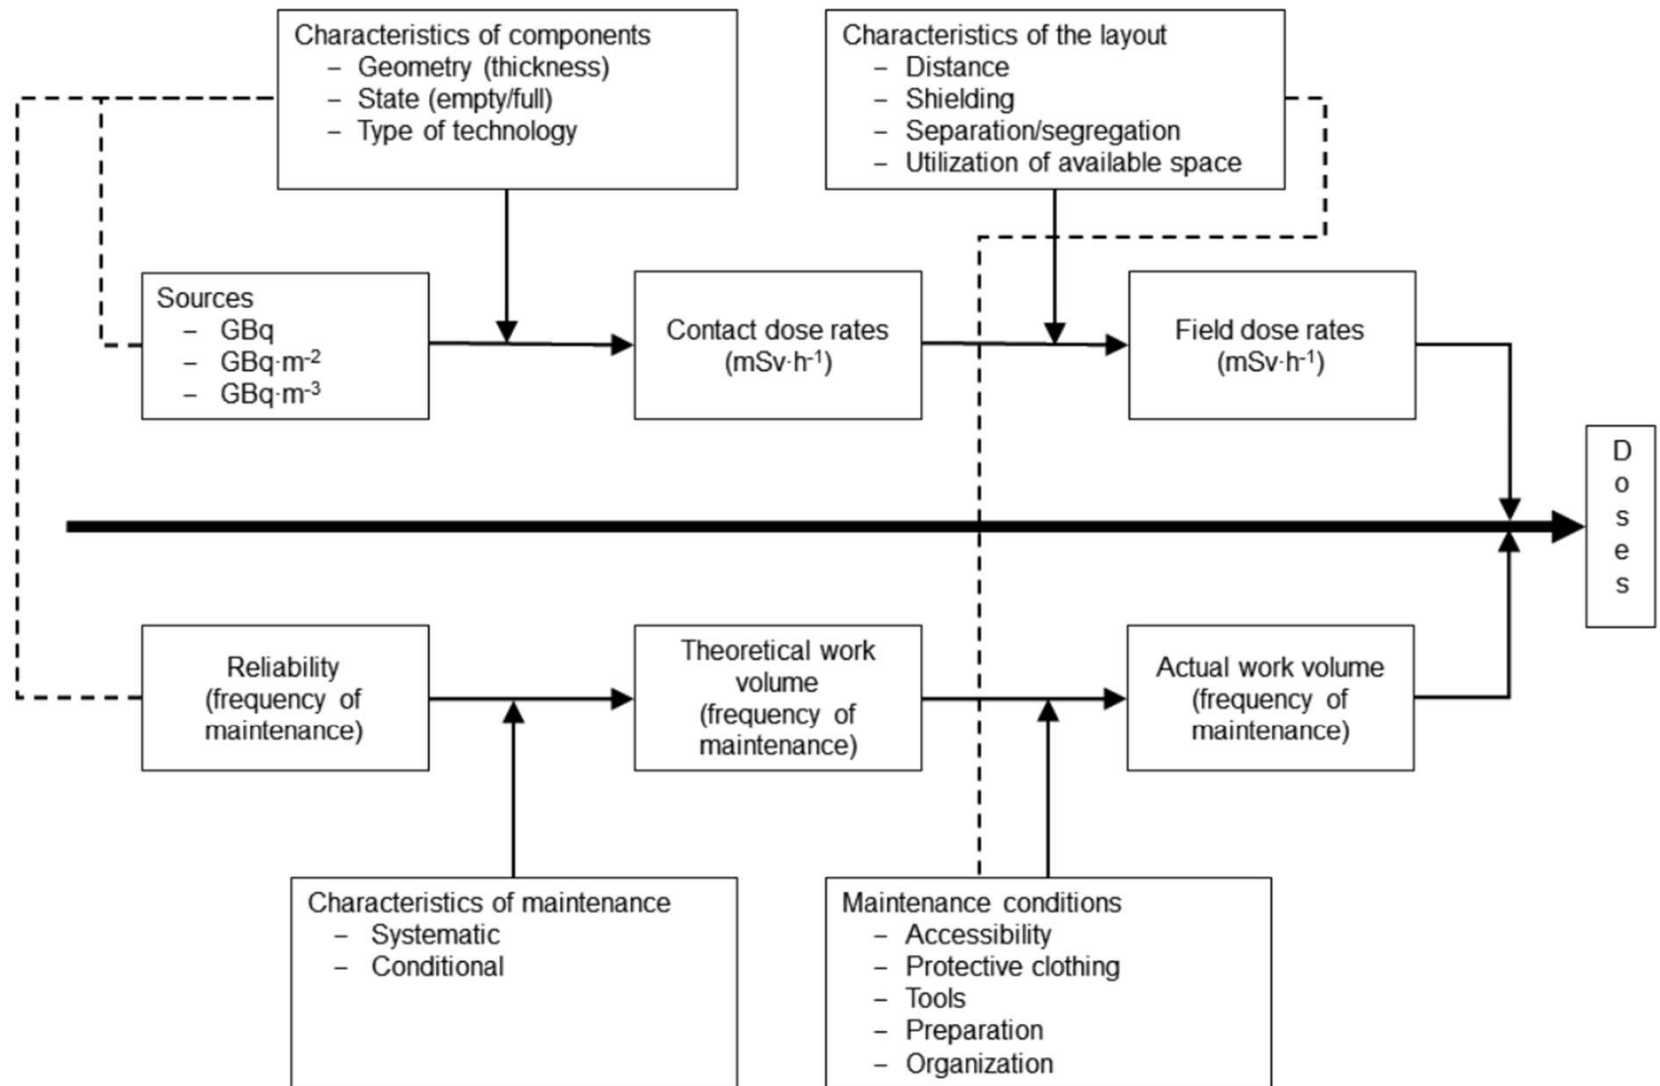 Characteristics of components
– Geometry (thickness)
– State (empty/full)
– Type of technology
Characteristics of the layout
– Distance
– Shielding
– Separation/segregation
– Utilization of available space
Sources
– GBq
– GBq·m-2
– GBq·m-3
Contact dose rates
(mSv·h-1)
Field dose rates
(mSv·h-1)
D
o
s
e
s
Reliability
(frequency of
maintenance)
Theoretical work
volume
(frequency of
maintenance)
Actual work volume
(frequency of
maintenance)
Characteristics of maintenance
– Systematic
– Conditional
Maintenance conditions
– Accessibility
– Protective clothing
– Tools
– Preparation
– Organization